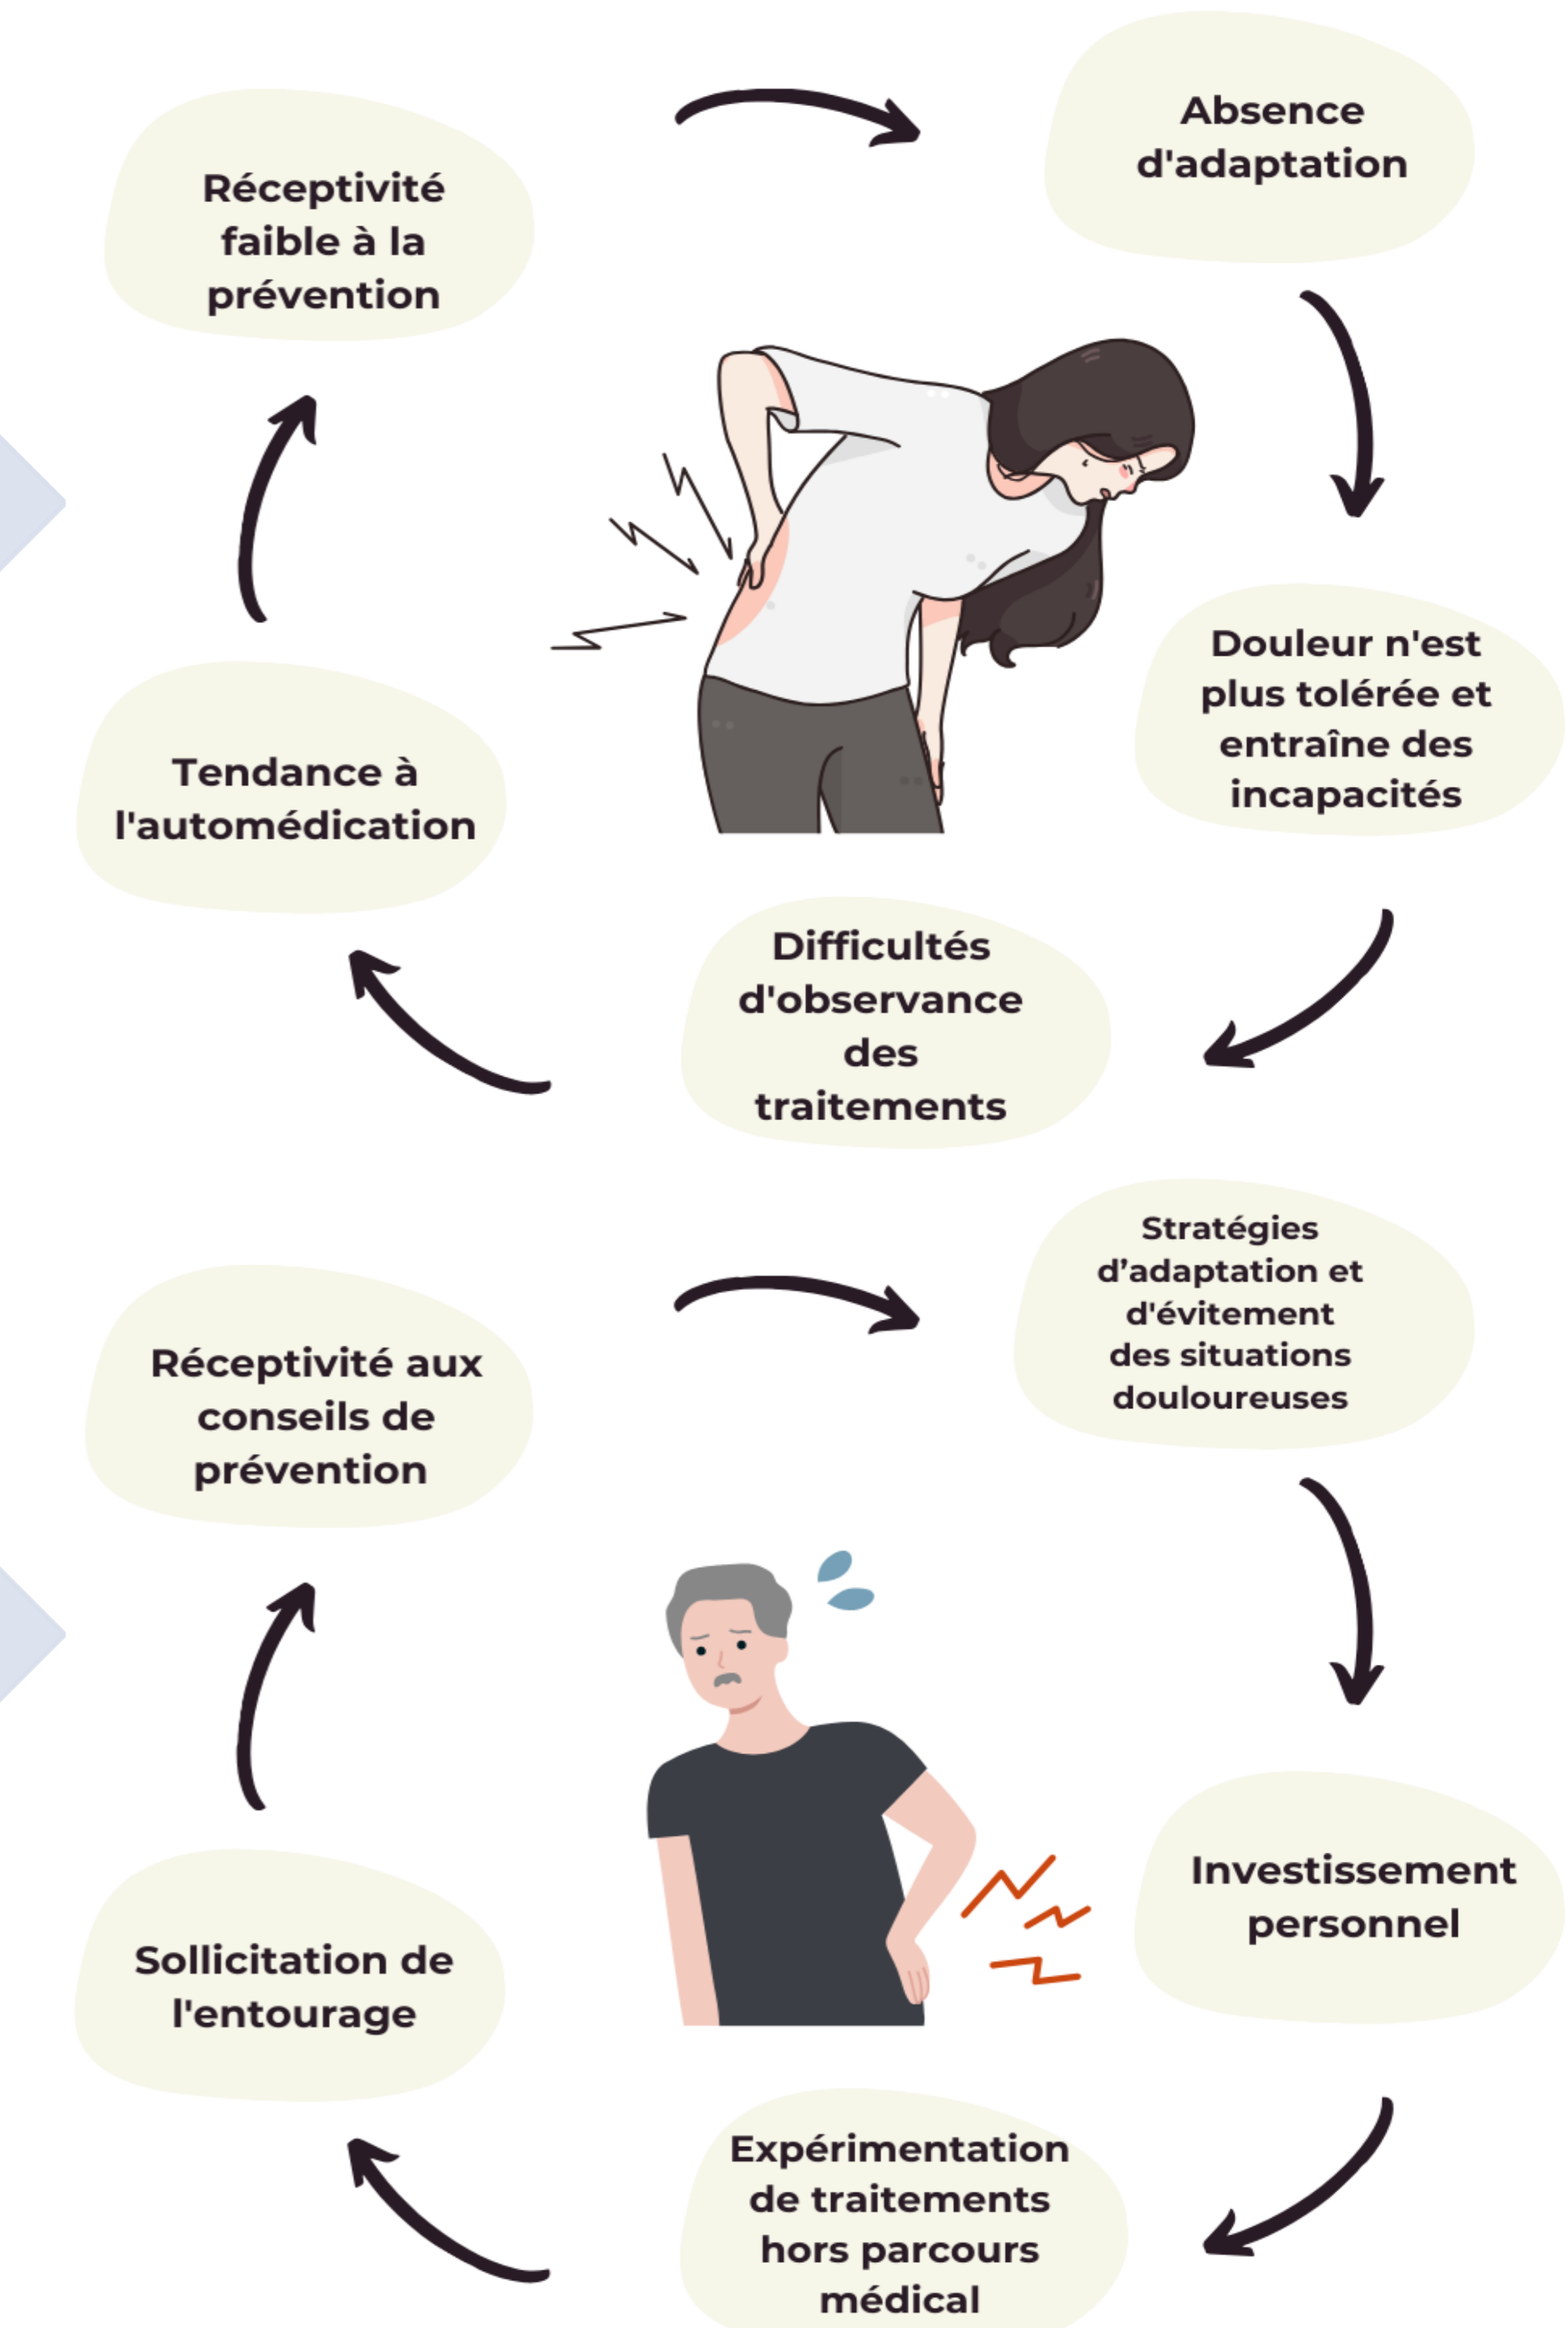 Réceptivité
faible à la
prévention
Absence
d'adaptation
Douleur n'est
plus tolérée et
entraîne des
incapacités
Difficultés
d'observance
des
traitements
Tendance à
l'automédication
Réceptivité aux
conseils de
prévention
Stratégies
d’adaptation et
d'évitement
des situations
douloureuses
Investissement
personnel
Expérimentation
de traitements
hors parcours
médical
Sollicitation de
l'entourage